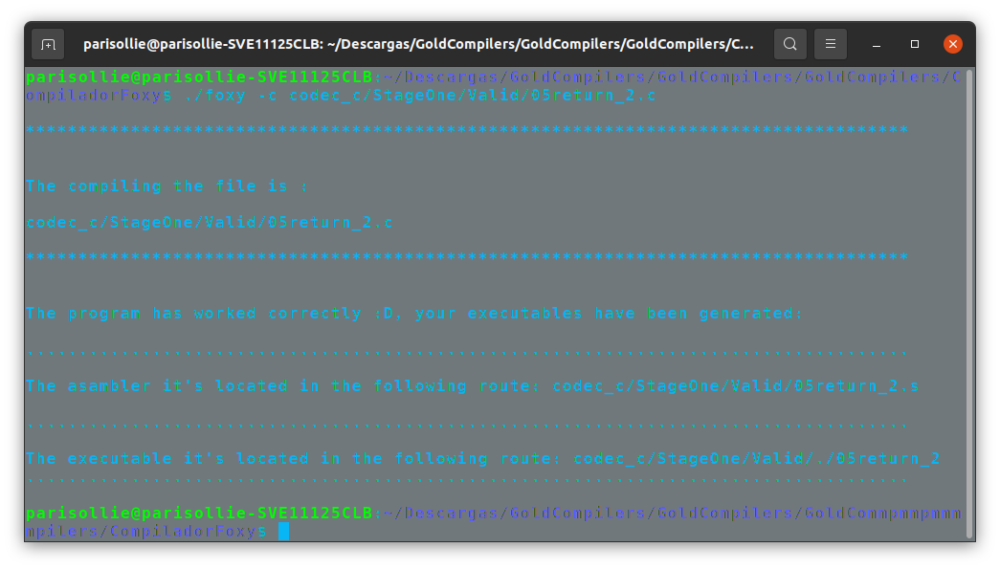 parisollie@parisollie-SVE11125CLB: ~/Descargas/GoldCompilers/GoldCompilers/GoldCompilers/C...
parisollie@parisollie-SVE11125CLB:~/Descargas/GoldCompilers/GoldCompilers/GoldCompilers/C
ompiladorFoxy$ ./foxy -c codec_c/StageOne/Valid/05return_2.c
************************************************************************************
The compiling the file is :
codec_c/StageOne/Valid/05return_2.c
************************************************************************************
The program has worked correctly :D, your executables have been generated:
....................................................................................
The asambler it's located in the following route: codec_c/StageOne/Valid/05return_2.s
....................................................................................
The executable it's located in the following route: codec_c/StageOne/Valid/./05return_2
....................................................................................
parisollie@parisollie-SVE11125CLB:~/Descargas/GoldCompilers/GoldCompilers/GoldCommpmmpmmm
mpilers/CompiladorFoxy$